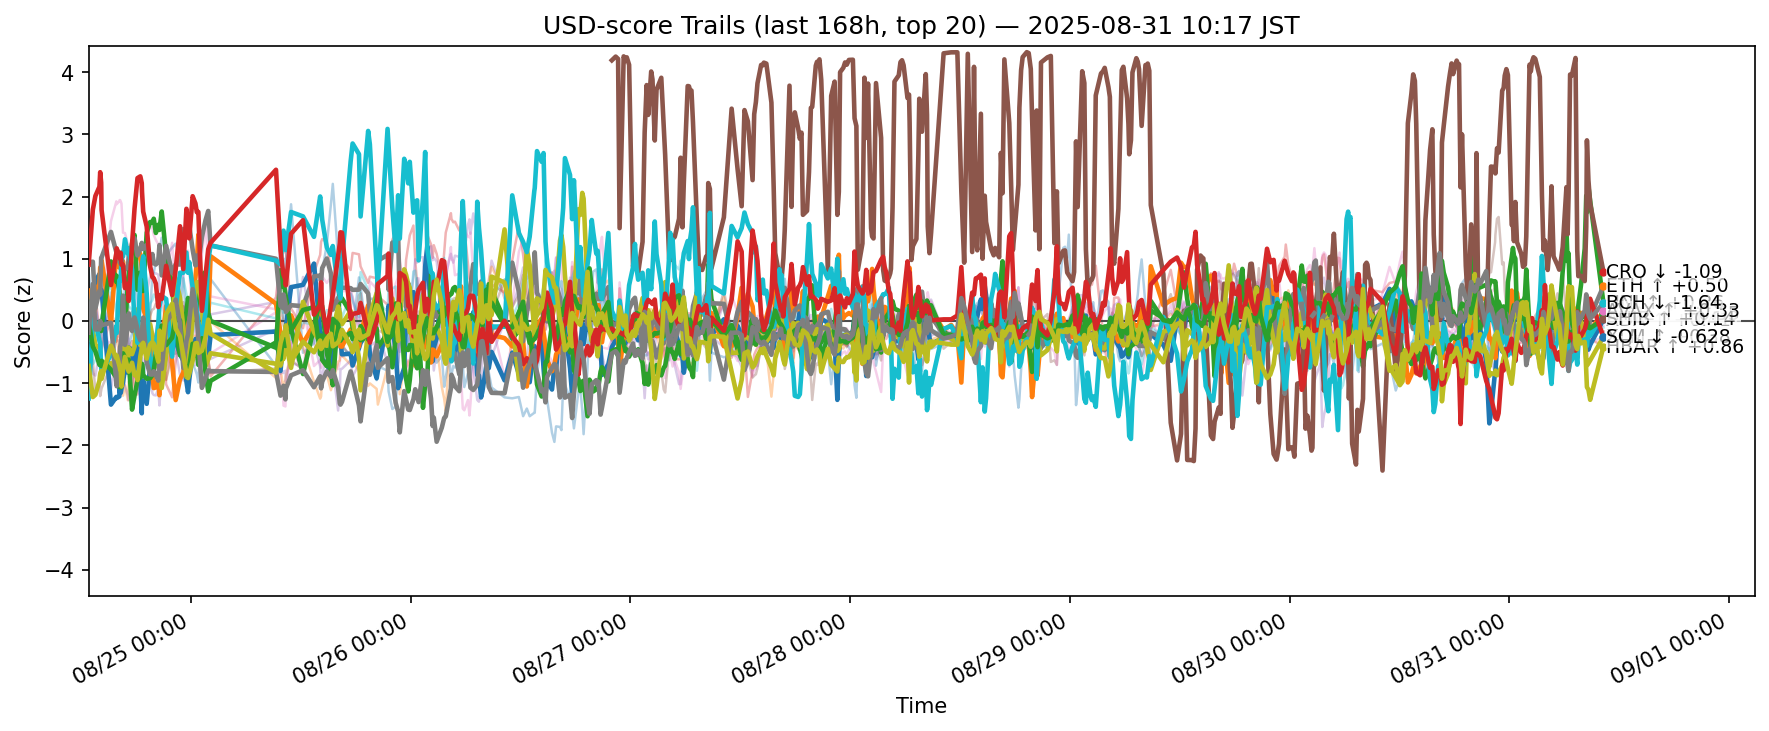 USD-score Trails (last 168h, top 20) — 2025-08-31 10:17 JST
Score (z)
4
3
2
1
0
−1
−2
−3
−4
CRO ↓ -1.09
ETH ↑ +0.50
BCH ↓ -1.64
SHIB ↑ +0.14
SOL ↓ -0.628
HBAR ↑ +0.86
08/25 00:00
08/26 00:00
08/27 00:00
08/28 00:00
08/29 00:00
08/30 00:00
08/31 00:00
09/01 00:00
Time